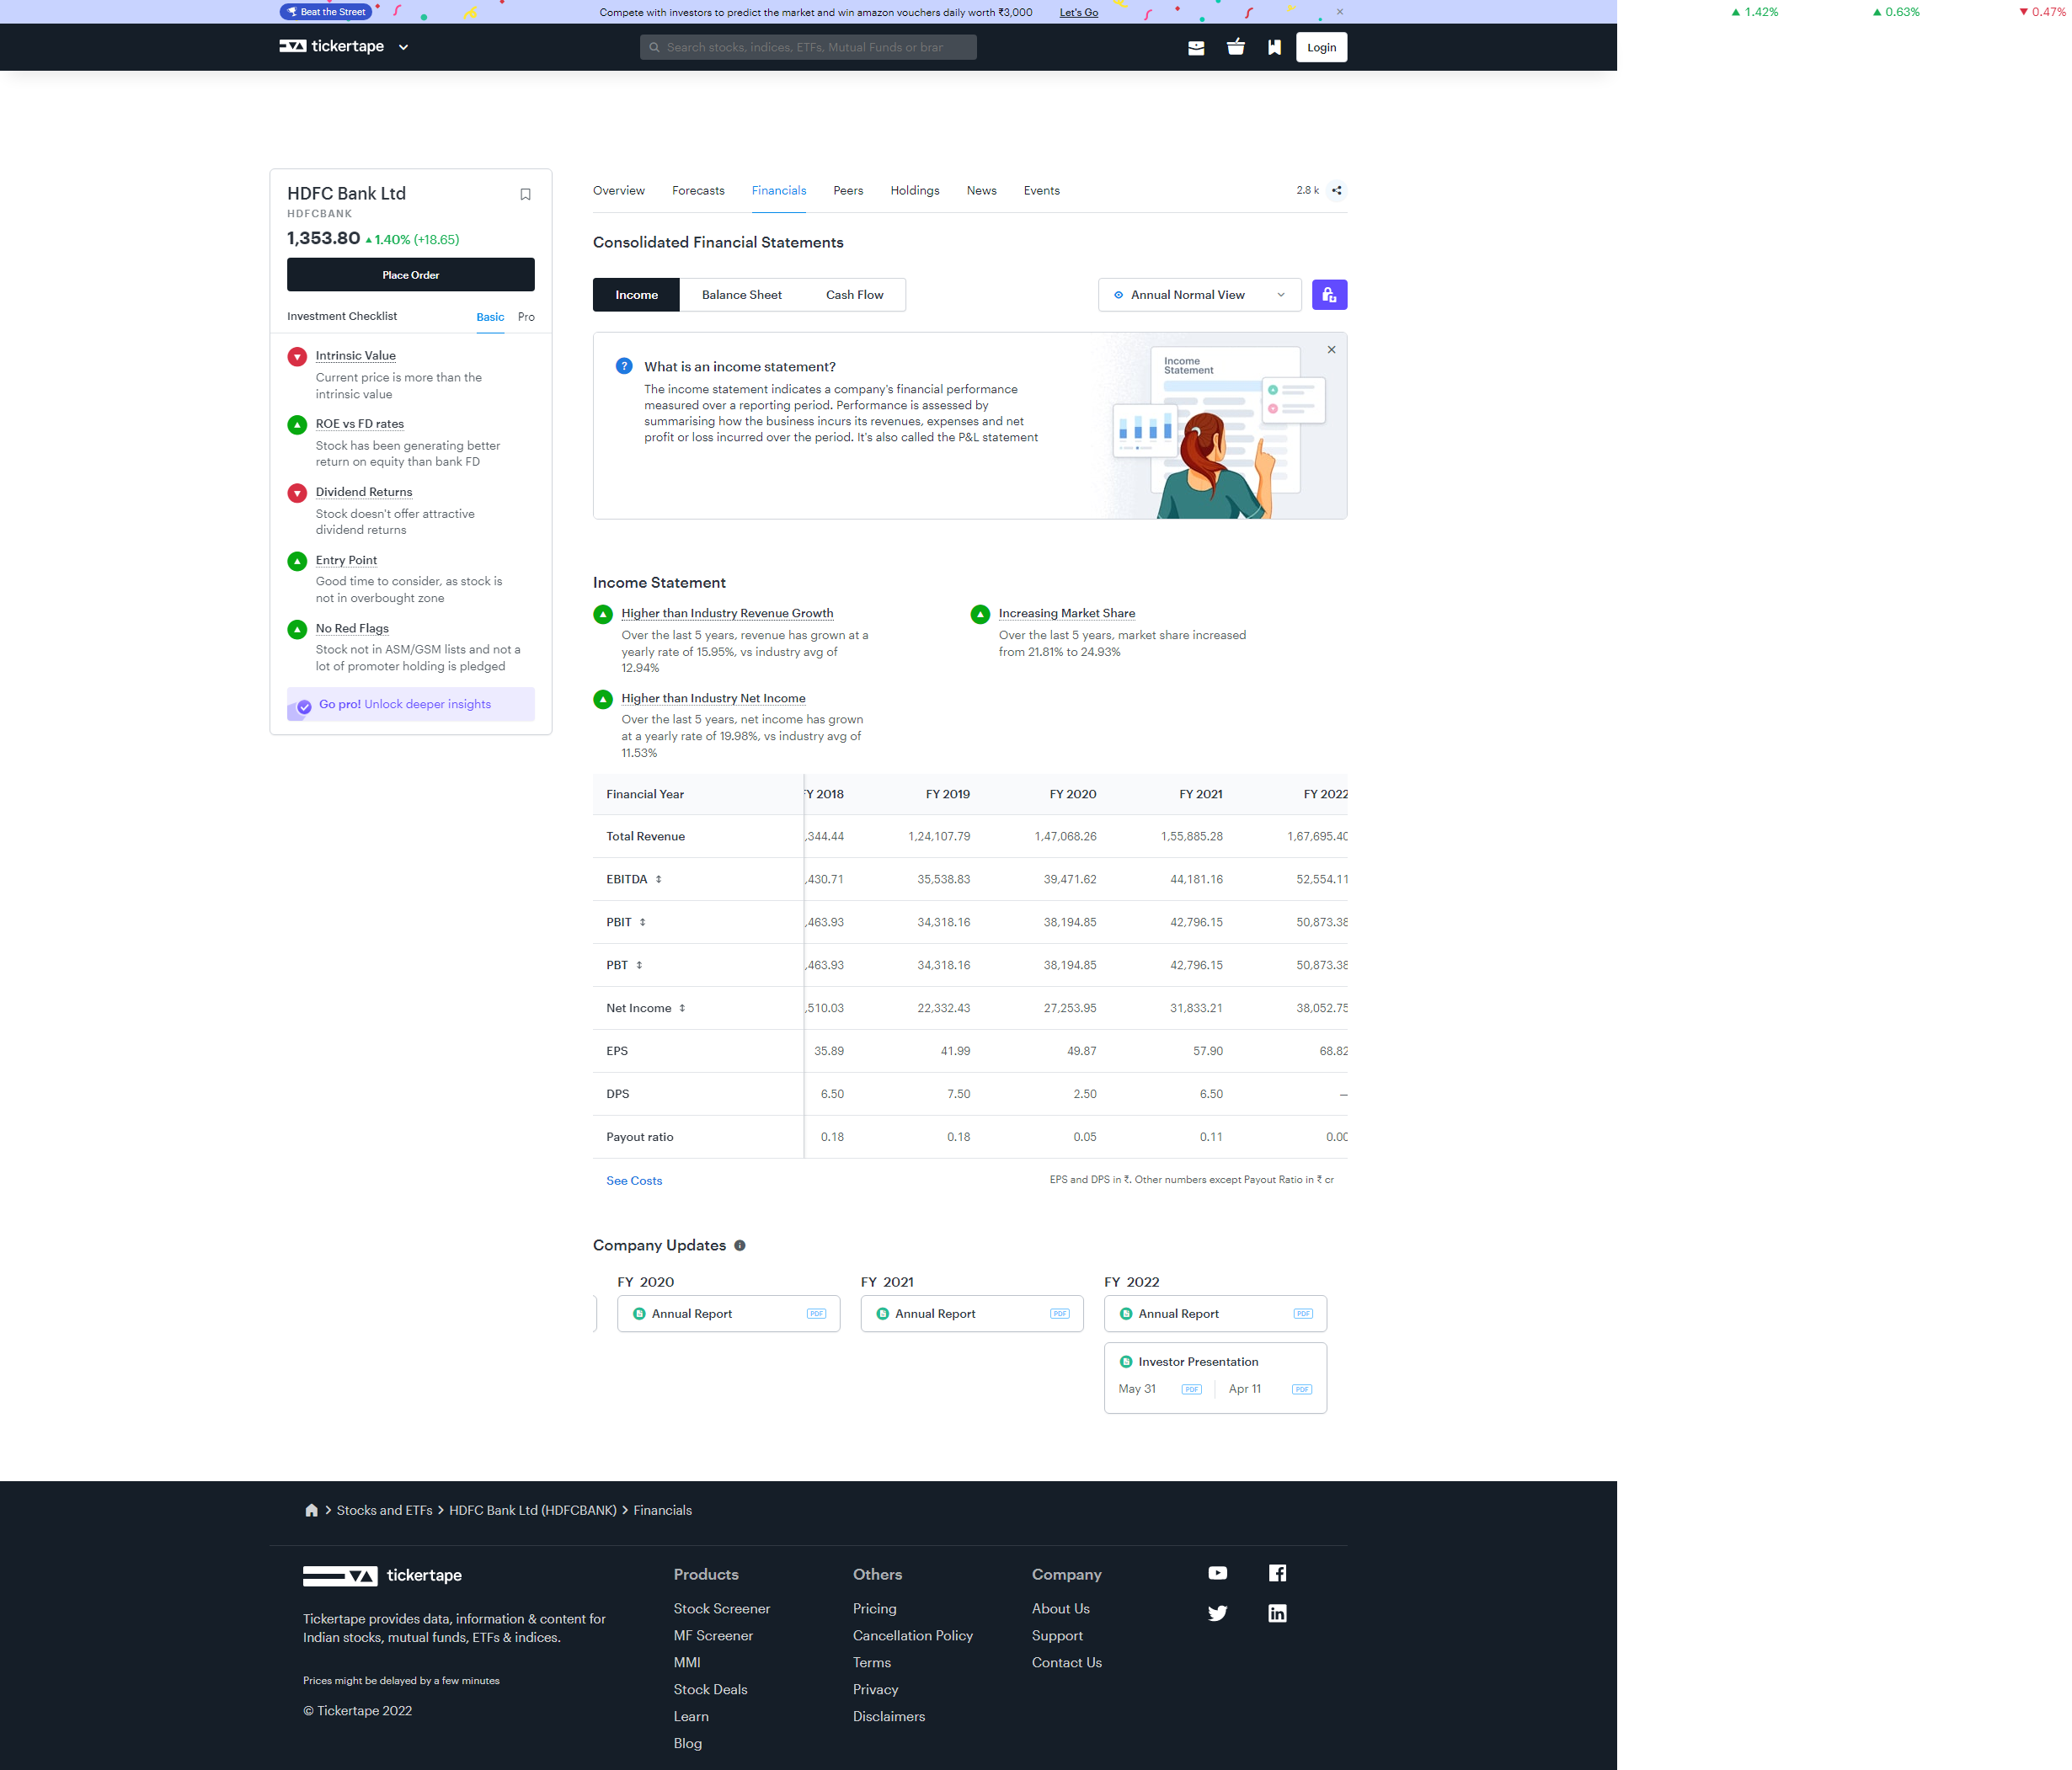 Beat the Street
Compete with investors to predict the market and win amazon vouchers daily worth ₹3,000 Let's Go
1.42% 0.63% 0.47%
tickertape
Search stocks, indices, ETFs, Mutual Funds or brar
Login
HDFC Bank Ltd
HDFCBANK
1,353.80 1.40% (+18.65)
Place Order
Investment Checklist Basic Pro
Intrinsic Value
Current price is more than the
intrinsic value
ROE vs FD rates
Stock has been generating better
return on equity than bank FD
Dividend Returns
Stock doesn't offer attractive
dividend returns
Entry Point
Good time to consider, as stock is
not in overbought zone
No Red Flags
Stock not in ASM/GSM lists and not a
lot of promoter holding is pledged
Go pro! Unlock deeper insights
Overview Forecasts Financials Peers Holdings News Events 2.8 k
Consolidated Financial Statements
Income Balance Sheet Cash Flow Annual Normal View
What is an income statement?
The income statement indicates a company's financial performance
measured over a reporting period. Performance is assessed by
summarising how the business incurs its revenues, expenses and net
profit or loss incurred over the period. It's also called the P&L statement
Income
Statement
Income Statement
Higher than Industry Revenue Growth
Over the last 5 years, revenue has grown at a
yearly rate of 15.95%, vs industry avg of
12.94%
Increasing Market Share
Over the last 5 years, market share increased
from 21.81% to 24.93%
Higher than Industry Net Income
Over the last 5 years, net income has grown
at a yearly rate of 19.98%, vs industry avg of
11.53%
Financial Year FY 2018 FY 2019 FY 2020 FY 2021 FY 2022
Total Revenue ,344.44 1,24,107.79 1,47,068.26 1,55,885.28 1,67,695.40
EBITDA ,430.71 35,538.83 39,471.62 44,181.16 52,554.11
PBIT ,463.93 34,318.16 38,194.85 42,796.15 50,873.38
PBT ,463.93 34,318.16 38,194.85 42,796.15 50,873.38
Net Income ,510.03 22,332.43 27,253.95 31,833.21 38,052.75
EPS 35.89 41.99 49.87 57.90 68.82
DPS 6.50 7.50 2.50 6.50 —
Payout ratio 0.18 0.18 0.05 0.11 0.00
See Costs EPS and DPS in ₹. Other numbers except Payout Ratio in ₹ cr
Company Updates
FY 2020 FY 2021 FY 2022
Annual Report PDF Annual Report PDF Annual Report PDF
Investor Presentation
May 31 PDF Apr 11 PDF
Stocks and ETFs HDFC Bank Ltd (HDFCBANK) Financials
tickertape
Tickertape provides data, information & content for
Indian stocks, mutual funds, ETFs & indices.
Prices might be delayed by a few minutes
© Tickertape 2022
Products
Stock Screener
MF Screener
MMI
Stock Deals
Learn
Blog
Others
Pricing
Cancellation Policy
Terms
Privacy
Disclaimers
Company
About Us
Support
Contact Us